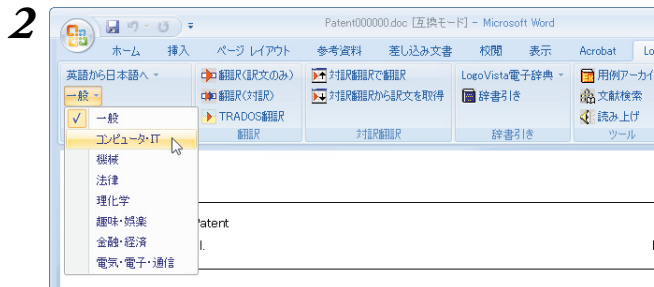 2
Patent000000.doc [互換モード] - Microsoft Word
ホーム 挿入 ページ レイアウト 参考資料 差し込み文書 校閲 表示 Acrobat Lo
英語から日本語へ 翻訳(訳文のみ) 対訳翻訳で翻訳 LogoVista電子辞典 用例アーカイ
一般 翻訳(対訳) 対訳翻訳から訳文を取得 辞書引き 文献検索
✓ 一般 TRADOS翻訳 読み上げ
コンピュータ・IT 翻訳 対訳翻訳 辞書引き ツール
機械
法律
理化学
趣味・娯楽 Patent
金融・経済 l.
電気・電子・通信